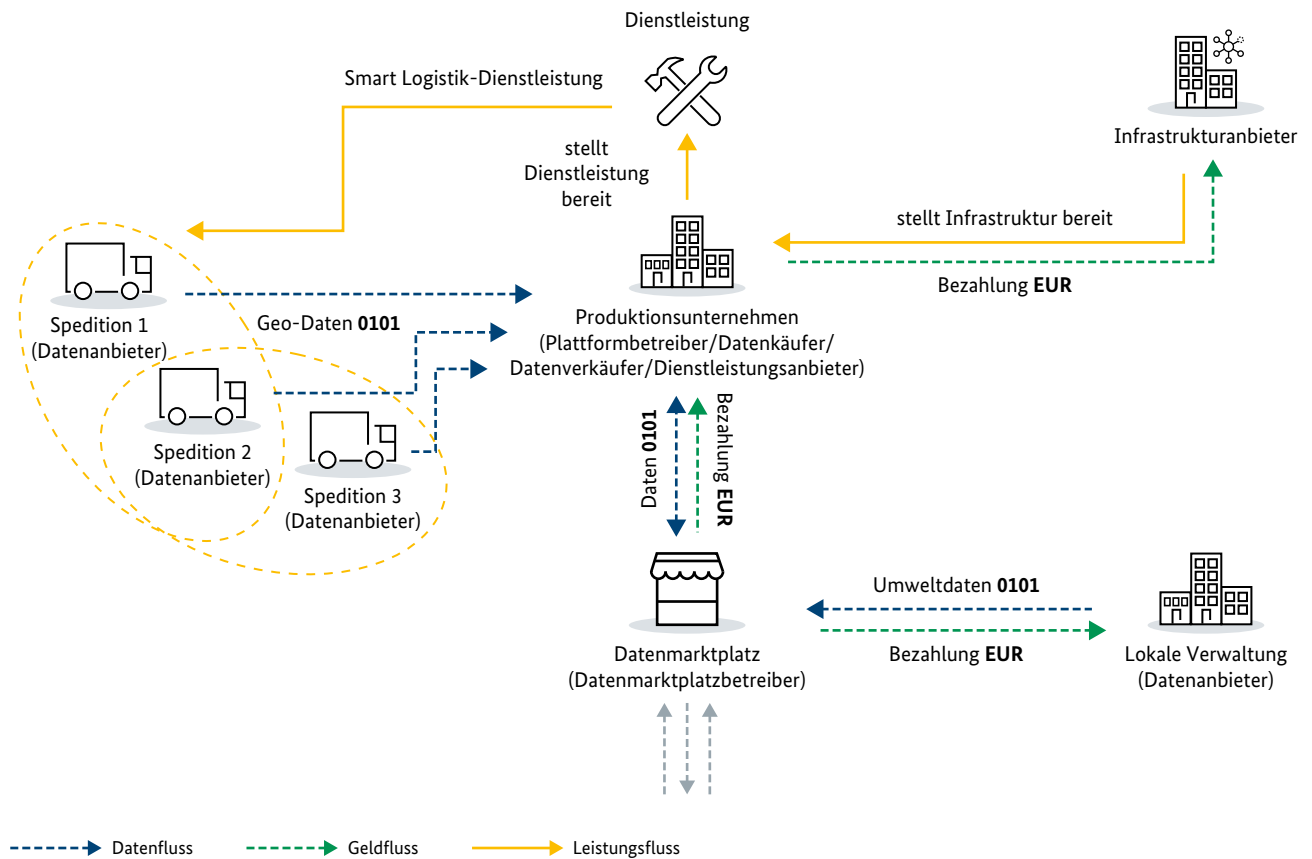 Dienstleistung
Smart Logistik-Dienstleistung
stellt
Dienstleistung
bereit
Infrastrukturanbieter
stellt Infrastruktur bereit
Bezahlung EUR
Spedition 1
(Datenanbieter)
Geo-Daten 0101
Produktionsunternehmen
(Plattformbetreiber/Datenkäufer/
Datenverkäufer/Dienstleistungsanbieter)
Spedition 2
(Datenanbieter)
Spedition 3
(Datenanbieter)
Daten 0101
Bezahlung EUR
Umweltdaten 0101
Bezahlung EUR
Datenmarktplatz
(Datenmarktplatzbetreiber)
Lokale Verwaltung
(Datenanbieter)
Datenfluss
Geldfluss
Leistungsfluss